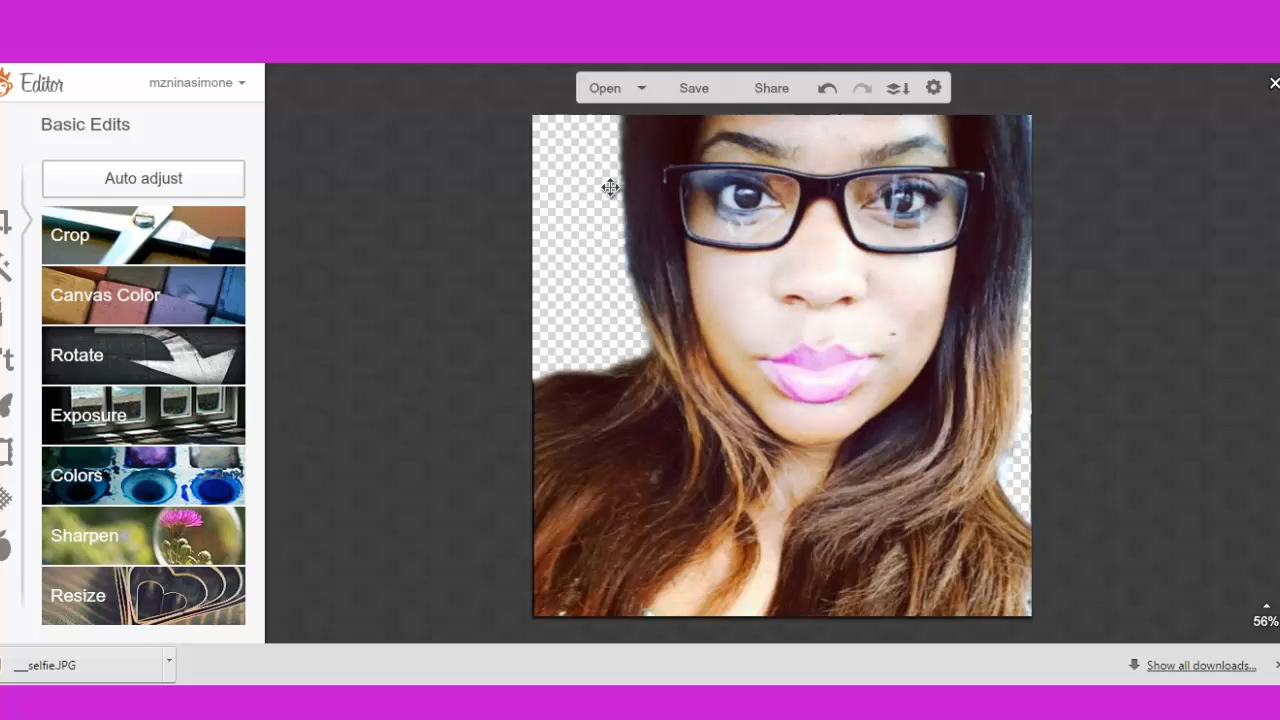 Editor
mzninasimone
Open
Save
Share
Basic Edits
Auto adjust
Crop
Canvas Color
Rotate
Exposure
Colors
Sharpen
Resize
56%
__selfie.JPG
Show all downloads...